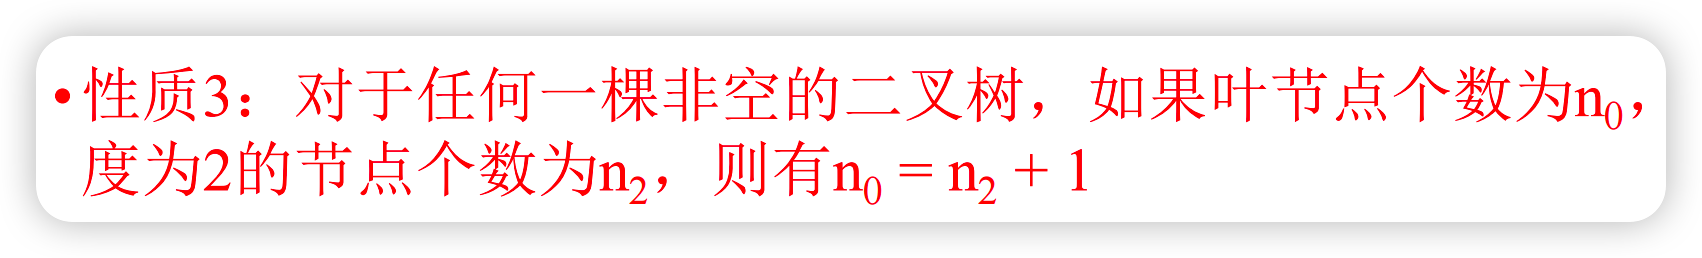 •性质3：对于任何一棵非空的二叉树，如果叶节点个数为n₀，
度为2的节点个数为n₂，则有n₀ = n₂ + 1